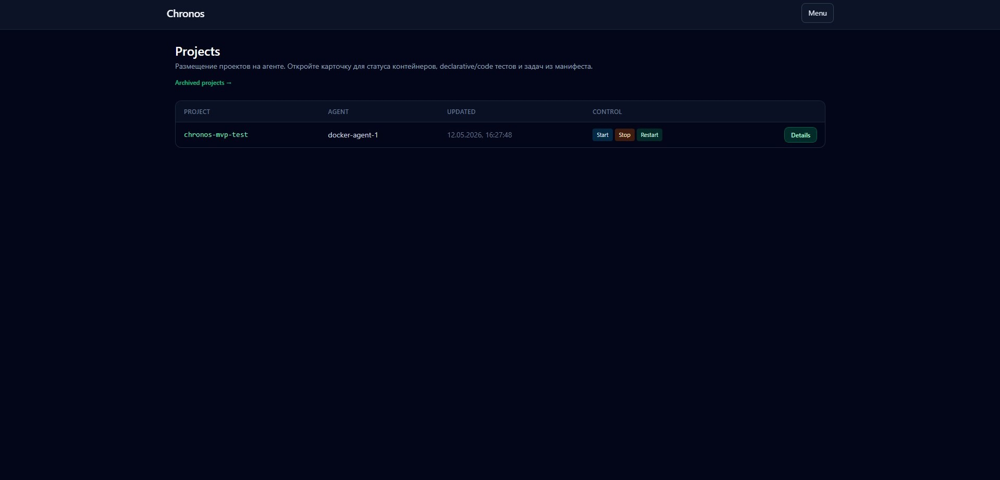 Chronos
Menu
Projects
Размещение проектов на агенте. Откройте карточку для статуса контейнеров, declarative/code тестов и задач из манифеста.
Archived projects →
PROJECT AGENT UPDATED CONTROL
chronos-mvp-test docker-agent-1 12.05.2026, 16:27:48 Start Stop Restart Details